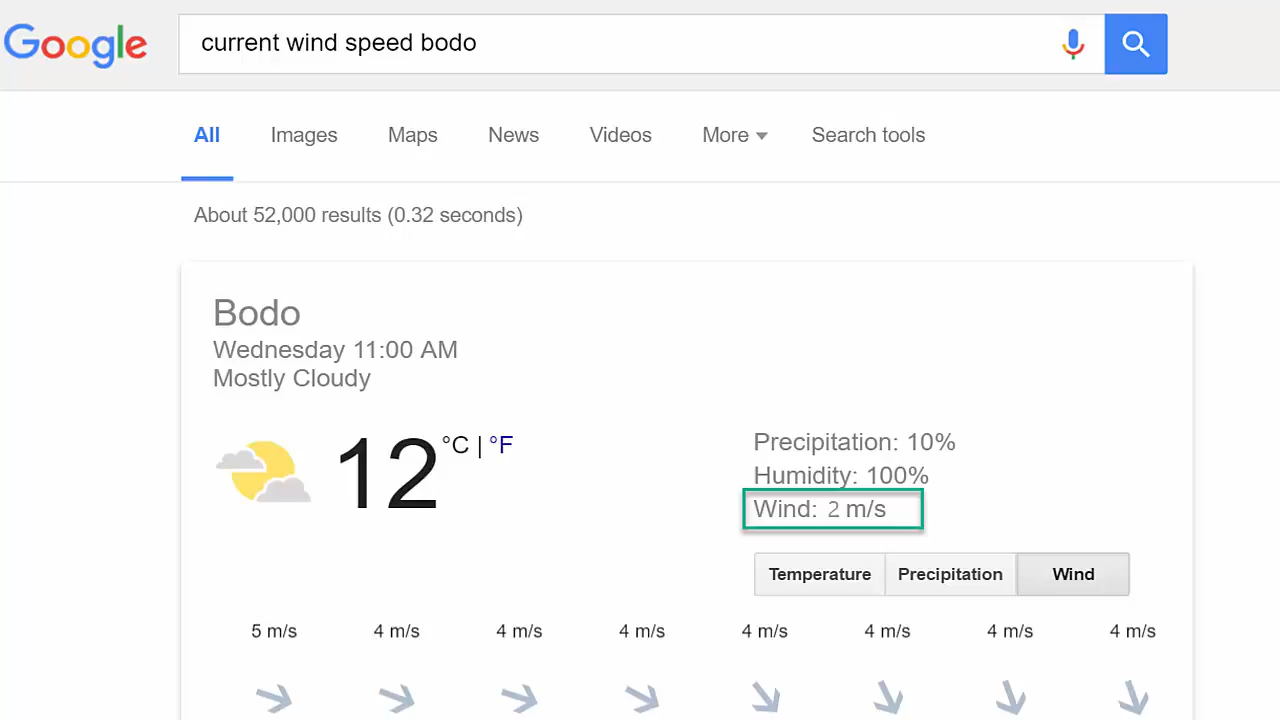 Google
current wind speed bodo
All Images Maps News Videos More Search tools
About 52,000 results (0.32 seconds)
Bodo
Wednesday 11:00 AM
Mostly Cloudy
12 °C | °F
Precipitation: 10%
Humidity: 100%
Wind: 2 m/s
Temperature Precipitation Wind
5 m/s 4 m/s 4 m/s 4 m/s 4 m/s 4 m/s 4 m/s 4 m/s